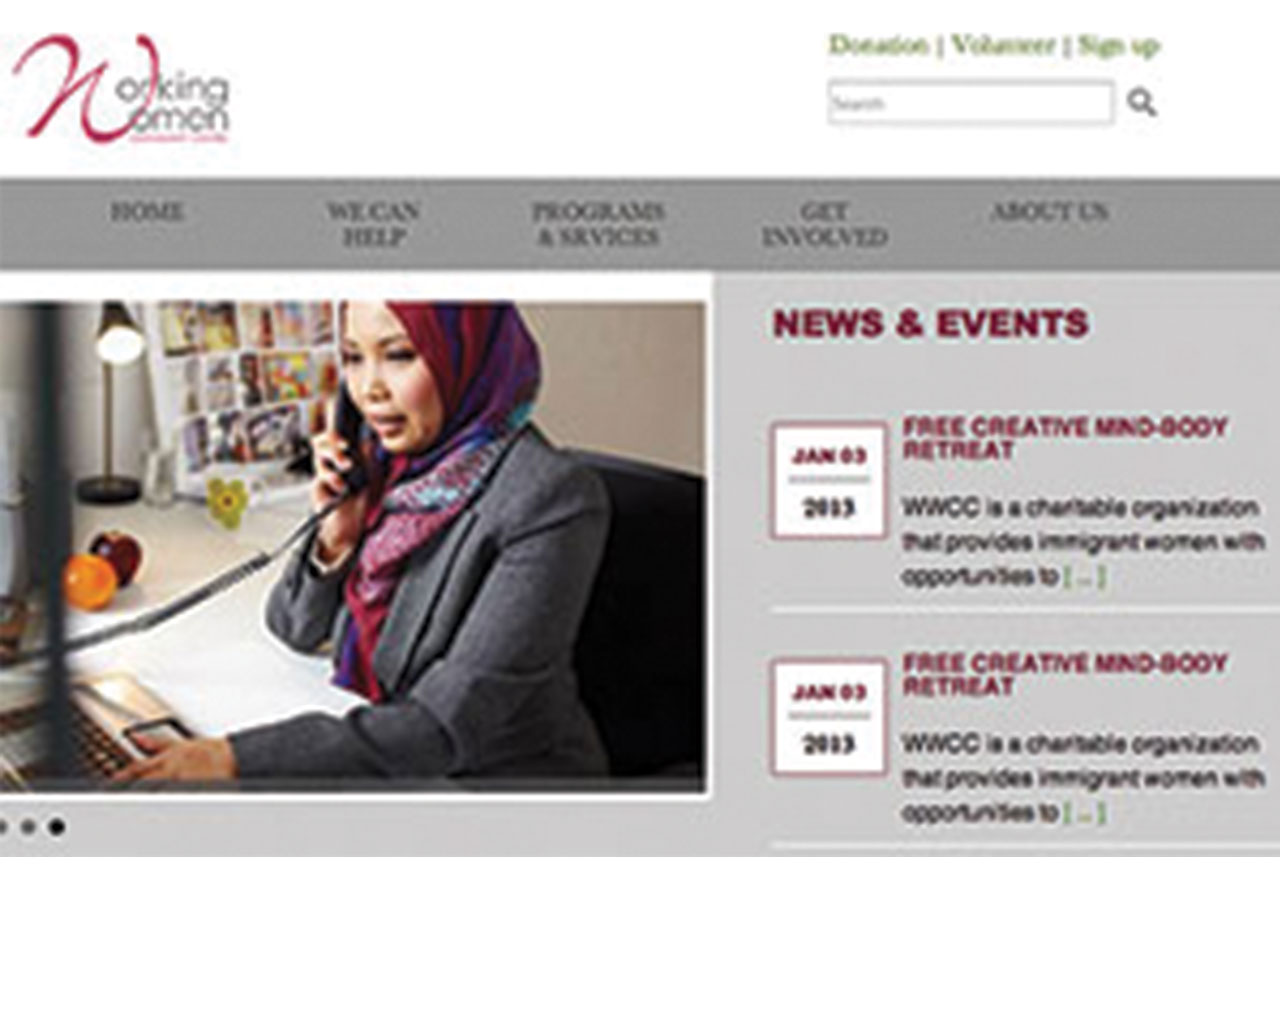 Working
Women
Donation | Volunteer | Sign up
Search
HOME
WE CAN
HELP
PROGRAMS
& SRVICES
GET
INVOLVED
ABOUT US
NEWS & EVENTS
JAN 03
2013
FREE CREATIVE MIND-BODY
RETREAT
WWCC is a charitable organization
that provides immigrant women with
opportunities to [ ... ]
JAN 03
2013
FREE CREATIVE MIND-BODY
RETREAT
WWCC is a charitable organization
that provides immigrant women with
opportunities to [ ... ]